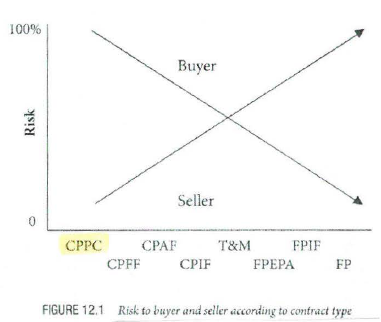 100%
Buyer
Risk
Seller
0
CPPC CPAF T&M FPIF
CPFF CPIF FPEPA FP
FIGURE 12.1 Risk to buyer and seller according to contract type